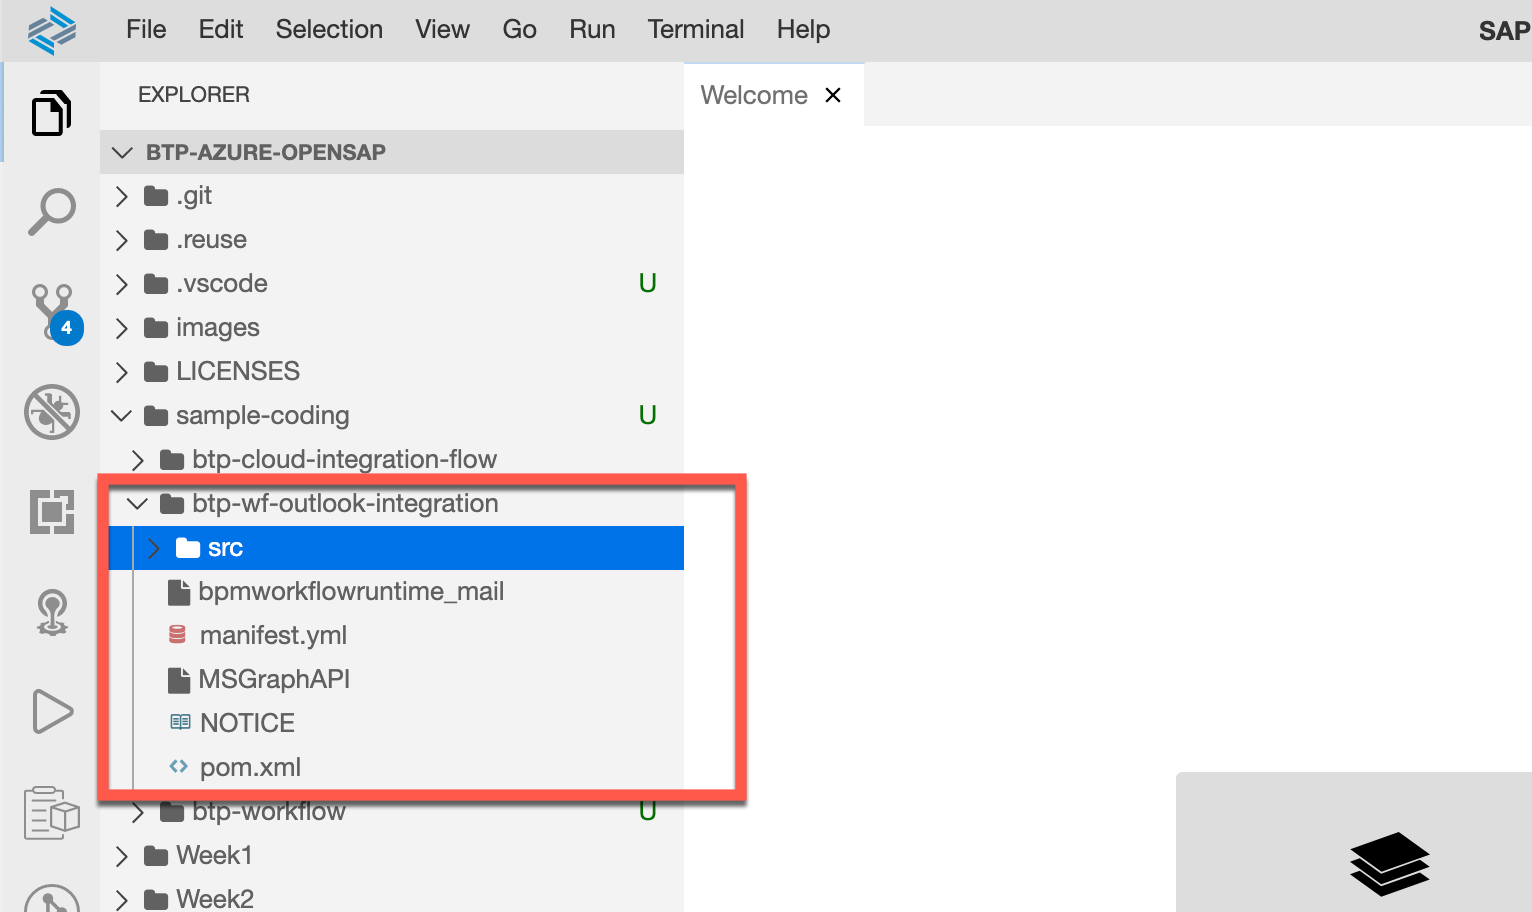 File Edit Selection View Go Run Terminal Help SAP
EXPLORER
Welcome
BTP-AZURE-OPENSAP
.git
.reuse
.vscode U
4
images
LICENSES
sample-coding U
btp-cloud-integration-flow
btp-wf-outlook-integration
src
bpmworkflowruntime_mail
manifest.yml
MSGraphAPI
NOTICE
pom.xml
btp-workflow U
Week1
Week2